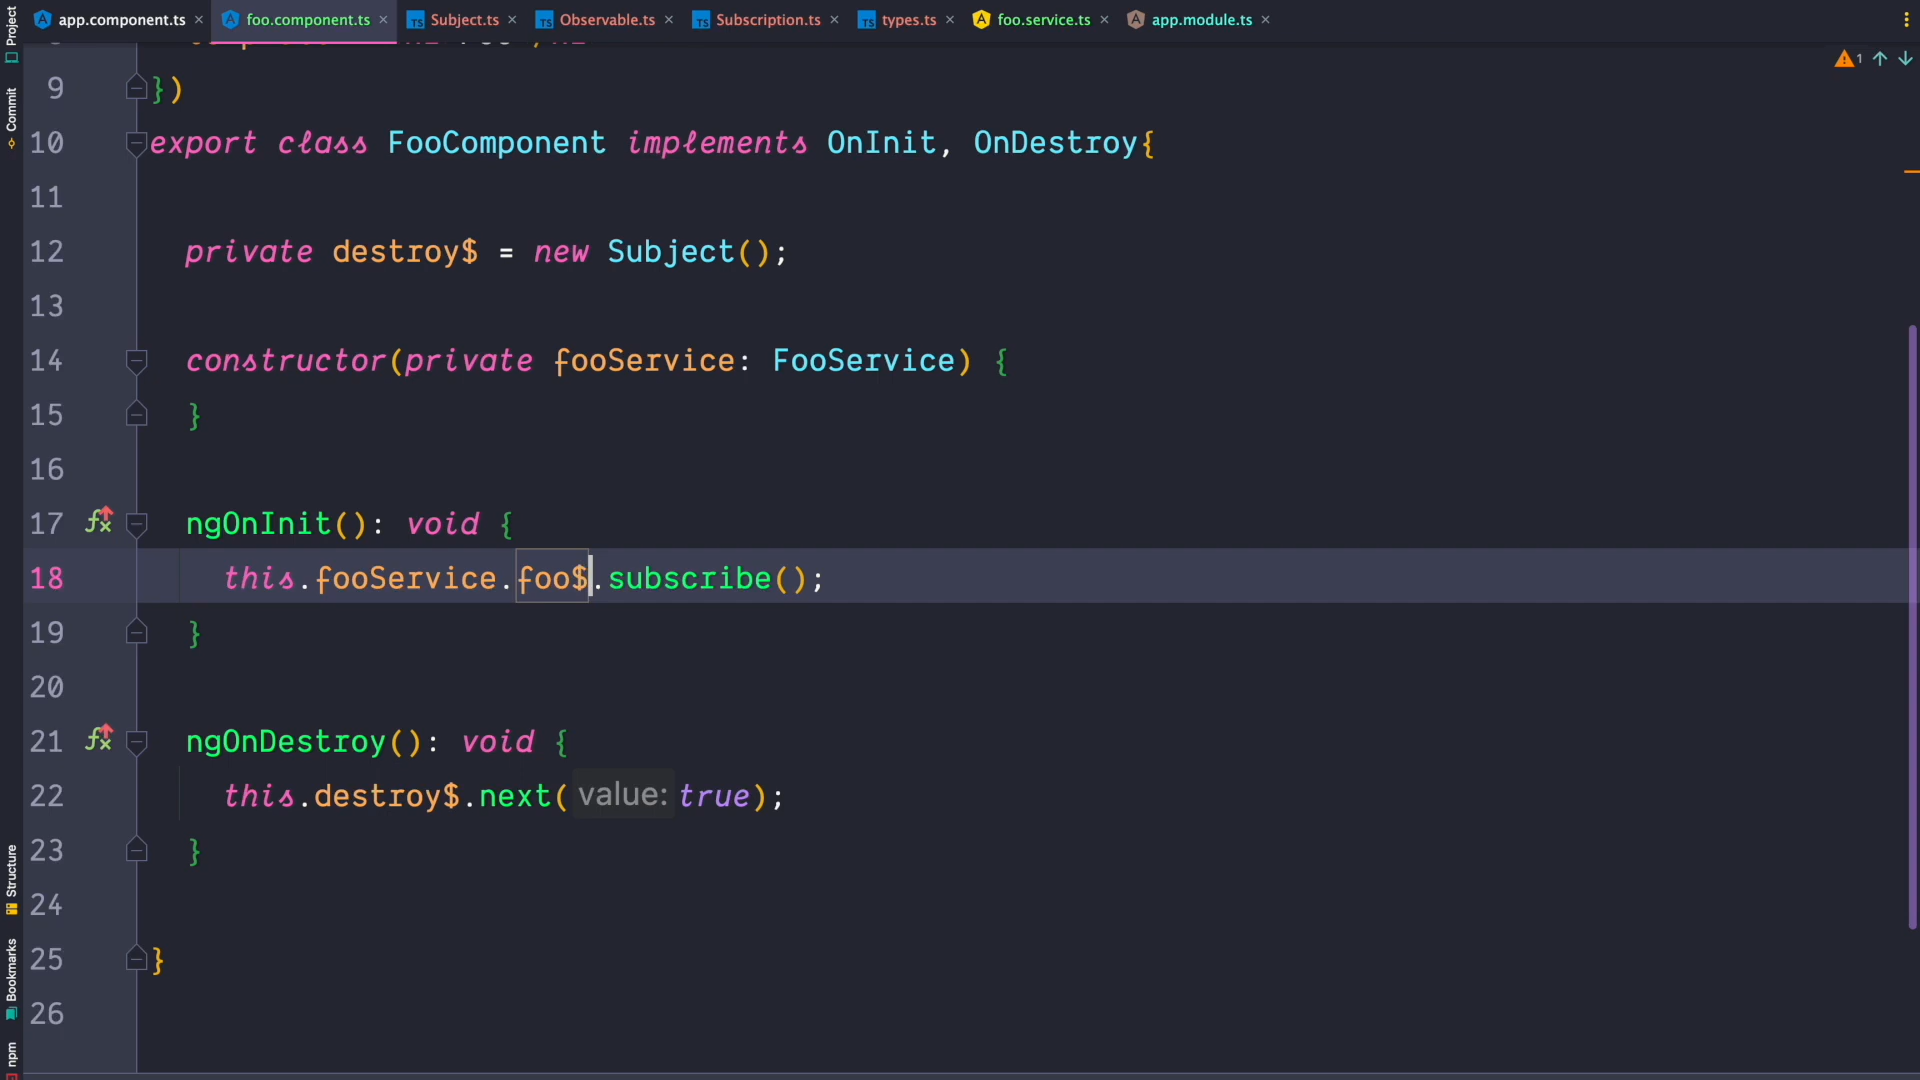 Project
Commit
Structure
Bookmarks
npm
app.component.ts
foo.component.ts
Subject.ts
Observable.ts
Subscription.ts
types.ts
foo.service.ts
app.module.ts
1
9 })
10 export class FooComponent implements OnInit, OnDestroy{
11
12 private destroy$ = new Subject();
13
14 constructor(private fooService: FooService) {
15 }
16
17 ngOnInit(): void {
18 this.fooService.foo$.subscribe();
19 }
20
21 ngOnDestroy(): void {
22 this.destroy$.next( value: true);
23 }
24
25 }
26